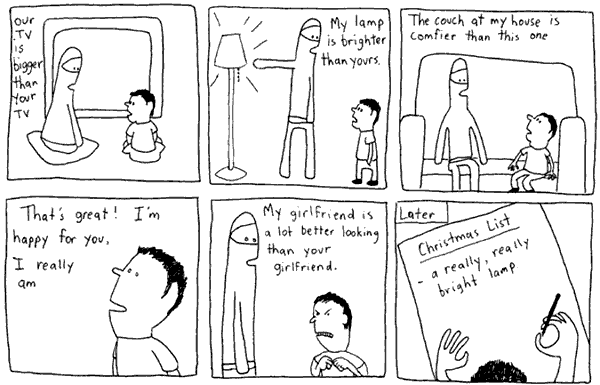 our
TV
is
bigger
than
your
TV
My lamp
is brighter
than yours.
The couch at my house is
comfier than this one
That's great! I'm
happy for you,
I really
am
My girlfriend is
a lot better looking
than your
girlfriend.
Later
Christmas List
- a really, really
bright lamp